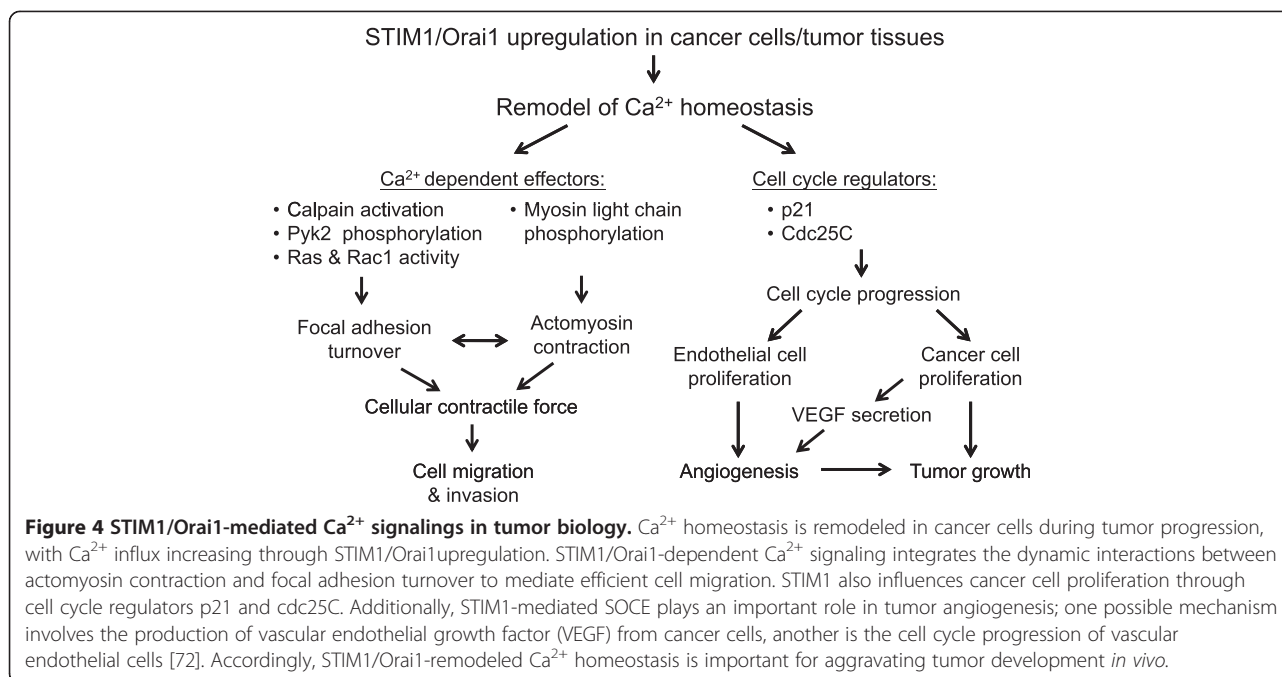 STIM1/Orai1 upregulation in cancer cells/tumor tissues
Remodel of Ca²⁺ homeostasis
Ca²⁺ dependent effectors:
• Calpain activation
• Pyk2 phosphorylation
• Ras & Rac1 activity
• Myosin light chain
phosphorylation
Focal adhesion
turnover
Actomyosin
contraction
Cellular contractile force
Cell migration
& invasion
Cell cycle regulators:
• p21
• Cdc25C
Cell cycle progression
Endothelial cell
proliferation
Cancer cell
proliferation
VEGF secretion
Angiogenesis
Tumor growth
Figure 4 STIM1/Orai1-mediated Ca²⁺ signalings in tumor biology. Ca²⁺ homeostasis is remodeled in cancer cells during tumor progression,
with Ca²⁺ influx increasing through STIM1/Orai1upregulation. STIM1/Orai1-dependent Ca²⁺ signaling integrates the dynamic interactions between
actomyosin contraction and focal adhesion turnover to mediate efficient cell migration. STIM1 also influences cancer cell proliferation through
cell cycle regulators p21 and cdc25C. Additionally, STIM1-mediated SOCE plays an important role in tumor angiogenesis; one possible mechanism
involves the production of vascular endothelial growth factor (VEGF) from cancer cells, another is the cell cycle progression of vascular
endothelial cells [72]. Accordingly, STIM1/Orai1-remodeled Ca²⁺ homeostasis is important for aggravating tumor development in vivo.